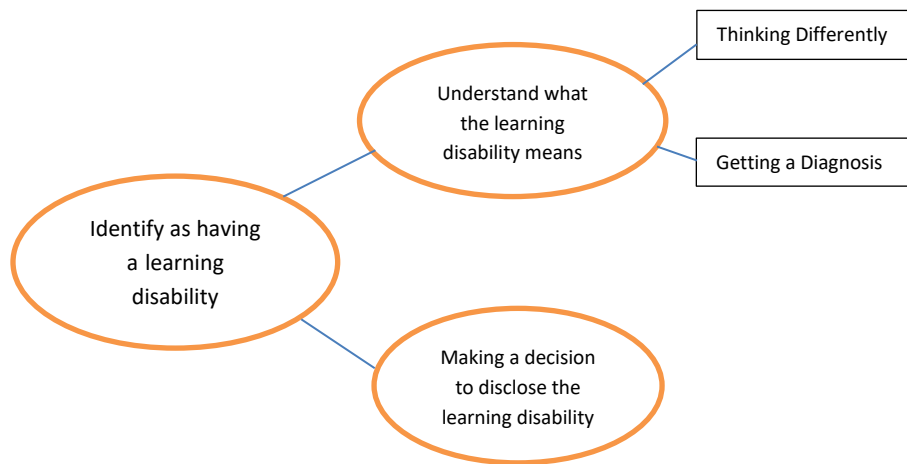 Thinking Differently
Understand what
the learning
disability means
Getting a Diagnosis
Identify as having
a learning
disability
Making a decision
to disclose the
learning disability